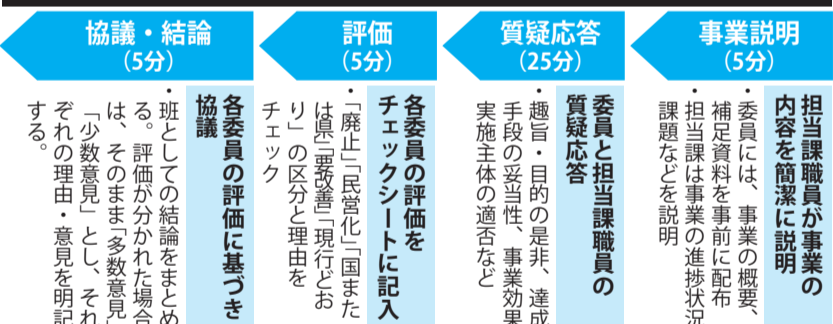 事業説明
（5分）
担当課職員が事業の
内容を簡潔に説明
・委員には、事業の概要、
補足資料を事前に配布
・担当課は事業の進捗状況
課題などを説明
質疑応答
（25分）
委員と担当課職員の
質疑応答
・趣旨・目的の是非、達成
手段の妥当性、事業効果
実施主体の適否など
評価
（5分）
各委員の評価を
チェックシートに記入
・「廃止」「民営化」「国また
は県」「要改善」「現行どお
り」の区分と理由を
チェック
協議・結論
（5分）
各委員の評価に基づき
協議
・班としての結論をまとめ
る。評価が分かれた場合
は、そのまま「多数意見」
「少数意見」とし、それ
ぞれの理由・意見を明記
する。